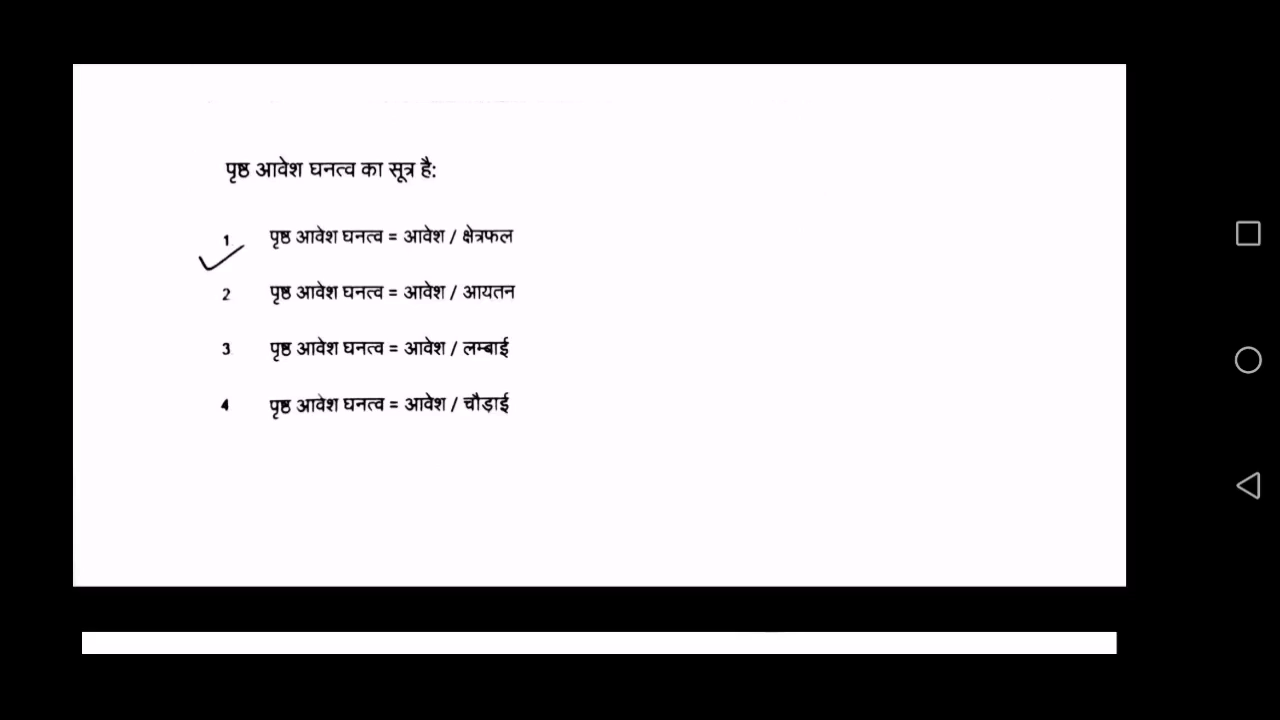 पृष्ठ आवेश घनत्व का सूत्र है:
1. पृष्ठ आवेश घनत्व = आवेश / क्षेत्रफल
2 पृष्ठ आवेश घनत्व = आवेश / आयतन
3. पृष्ठ आवेश घनत्व = आवेश / लम्बाई
4 पृष्ठ आवेश घनत्व = आवेश / चौड़ाई